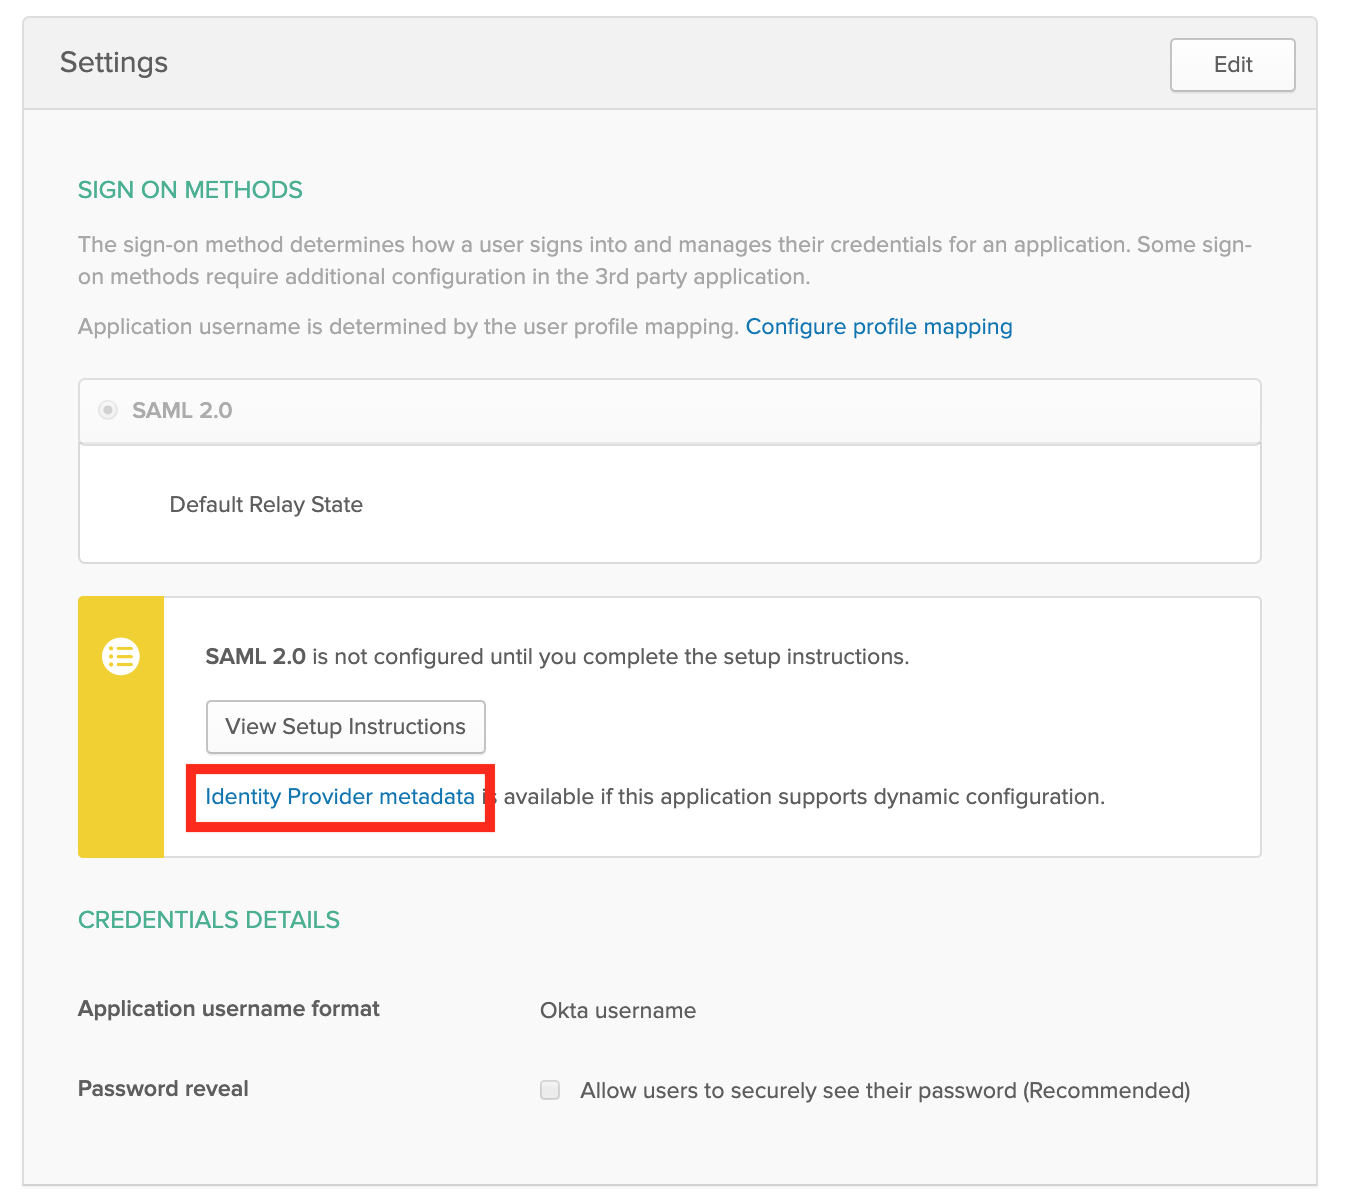 Settings
Edit
SIGN ON METHODS
The sign-on method determines how a user signs into and manages their credentials for an application. Some sign-
on methods require additional configuration in the 3rd party application.
Application username is determined by the user profile mapping. Configure profile mapping
SAML 2.0
Default Relay State
SAML 2.0 is not configured until you complete the setup instructions.
View Setup Instructions
Identity Provider metadata is available if this application supports dynamic configuration.
CREDENTIALS DETAILS
Application username format
Okta username
Password reveal
Allow users to securely see their password (Recommended)